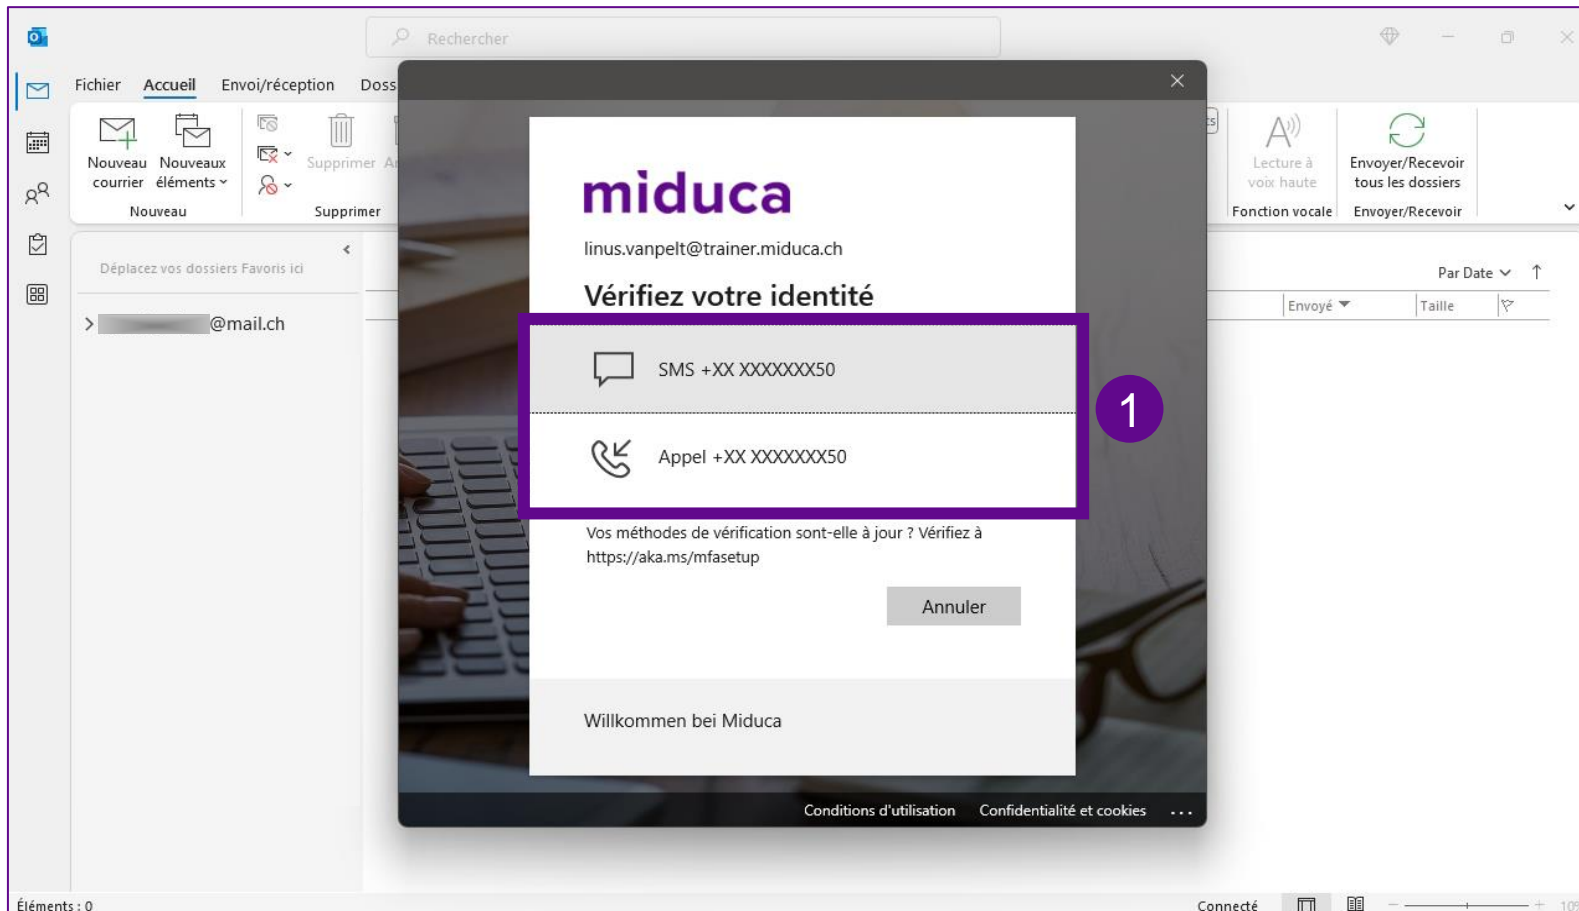 Rechercher
Fichier Accueil Envoi/réception Doss
Nouveau courrier
Nouveaux éléments
Supprimer
Lecture à voix haute
Envoyer/Recevoir tous les dossiers
Nouveau
Supprimer
Fonction vocale
Envoyer/Recevoir
Déplacez vos dossiers Favoris ici
@mail.ch
Par Date
Envoyé
Taille
miduca
linus.vanpelt@trainer.miduca.ch
Vérifiez votre identité
SMS +XX XXXXXXX50
Appel +XX XXXXXXX50
1
Vos méthodes de vérification sont-elle à jour ? Vérifiez à
https://aka.ms/mfasetup
Annuler
Willkommen bei Miduca
Conditions d'utilisation Confidentialité et cookies ...
Éléments : 0
Connecté